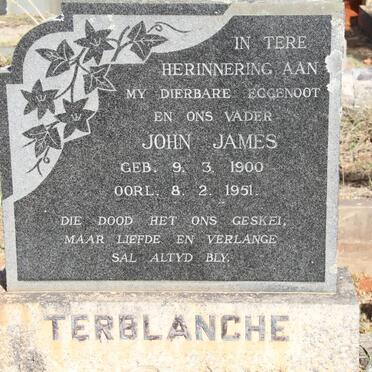 IN TERE
HERINNERING AAN
MY DIERBARE EGGENOOT
EN ONS VADER
JOHN JAMES
GEB. 9. 3. 1900
OORL. 8. 2. 1951.
DIE DOOD HET ONS GESKEI,
MAAR LIEFDE EN VERLANGE
SAL ALTYD BLY.
TERBLANCHE